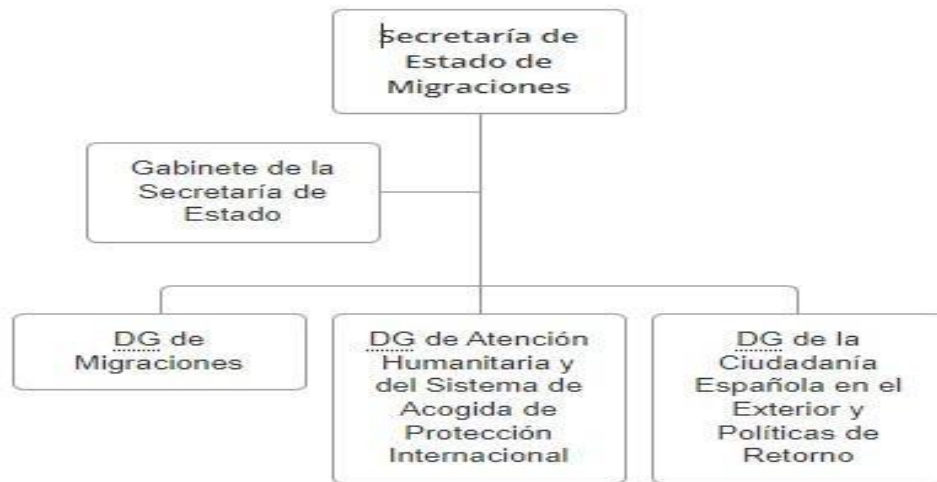 Secretaría de
Estado de
Migraciones
Gabinete de la
Secretaría de
Estado
DG de
Migraciones
DG de Atención
Humanitaria y
del Sistema de
Acogida de
Protección
Internacional
DG de la
Ciudadanía
Española en el
Exterior y
Políticas de
Retorno